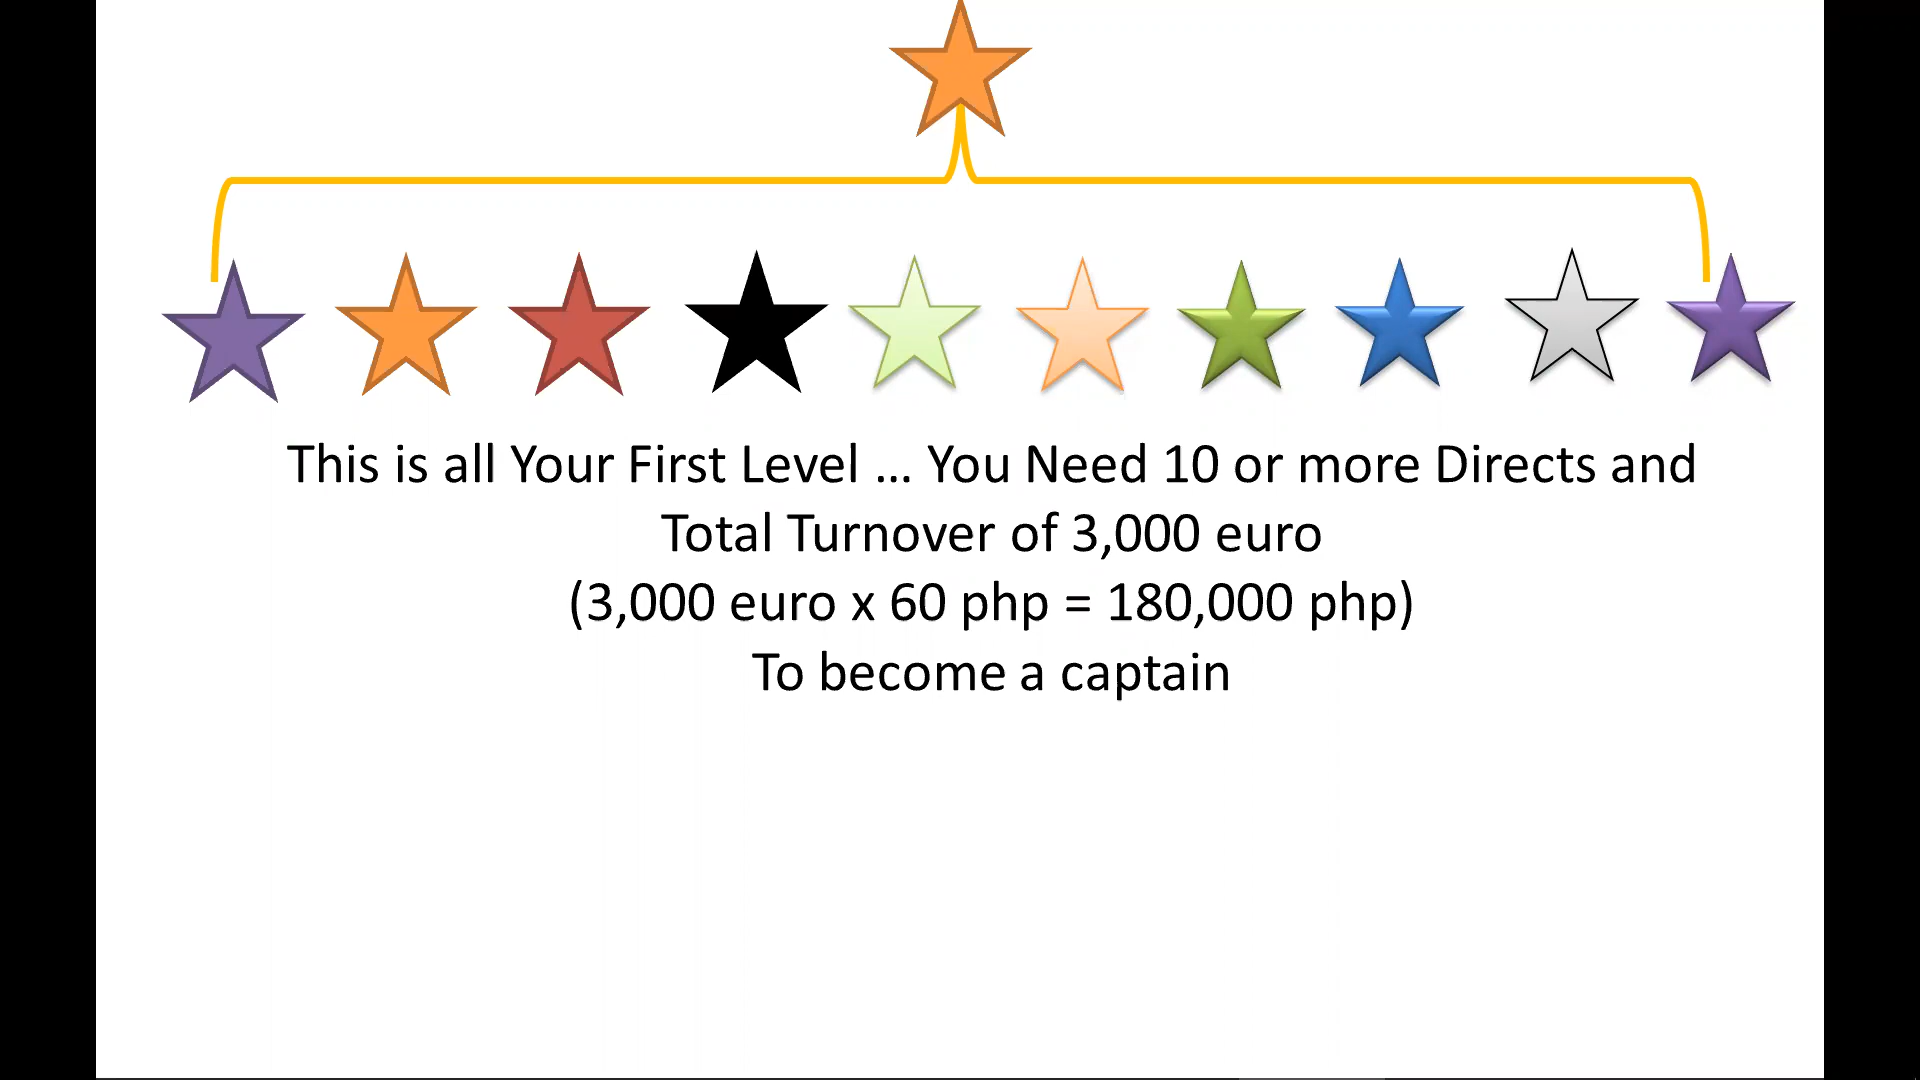 This is all Your First Level ... You Need 10 or more Directs and
Total Turnover of 3,000 euro
(3,000 euro x 60 php = 180,000 php)
To become a captain